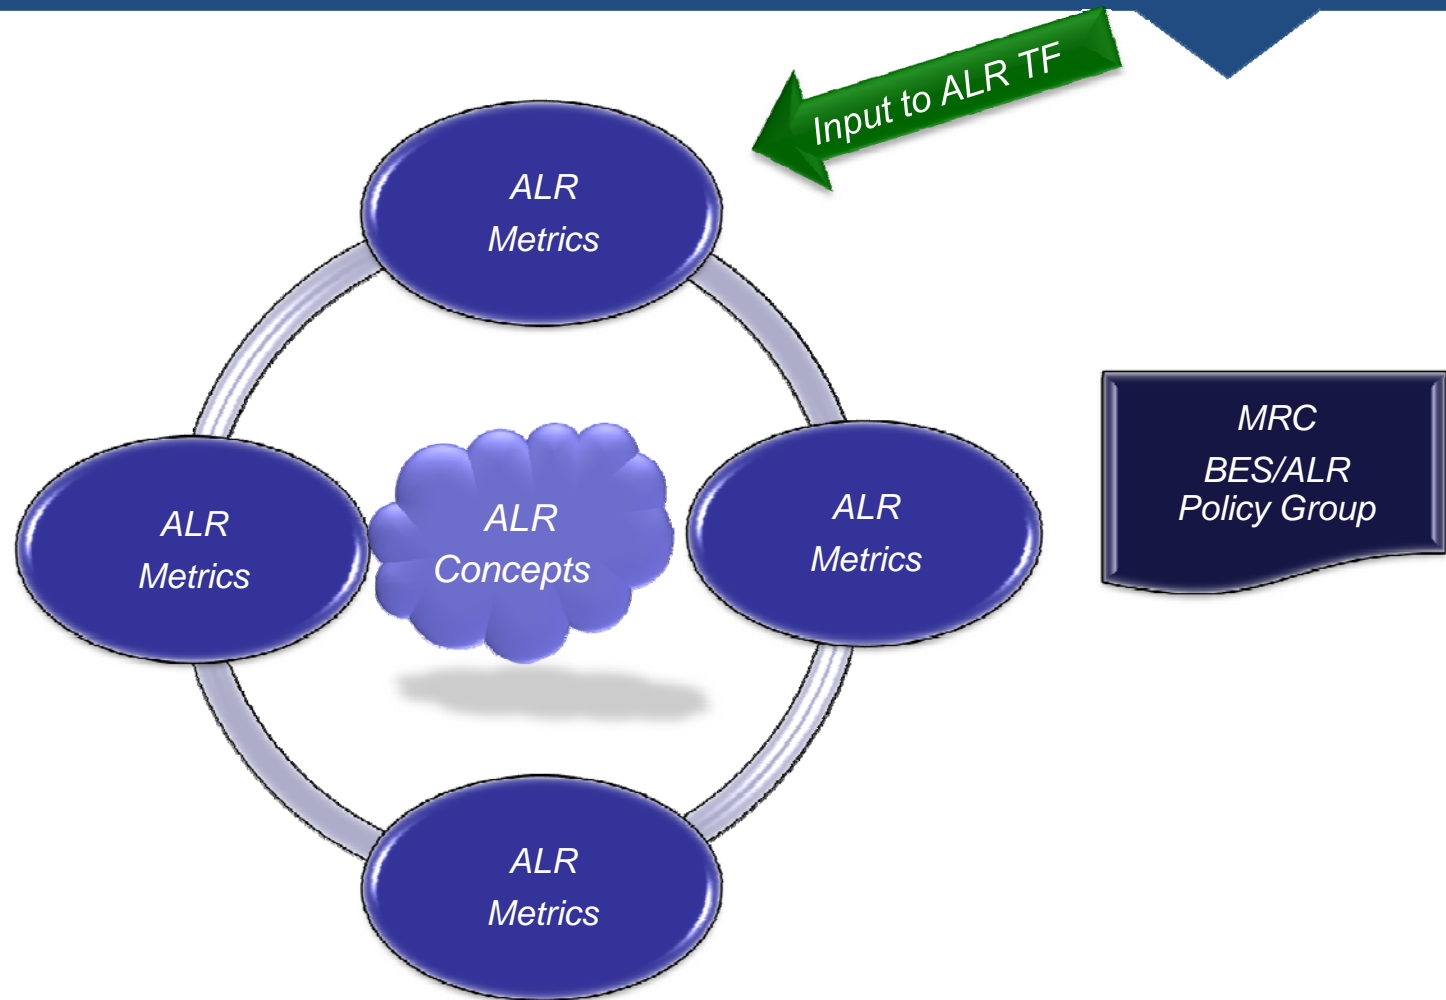 Input to ALR TF
ALR
Metrics
ALR
Metrics
ALR
Concepts
ALR
Metrics
MRC
BES/ALR
Policy Group
ALR
Metrics